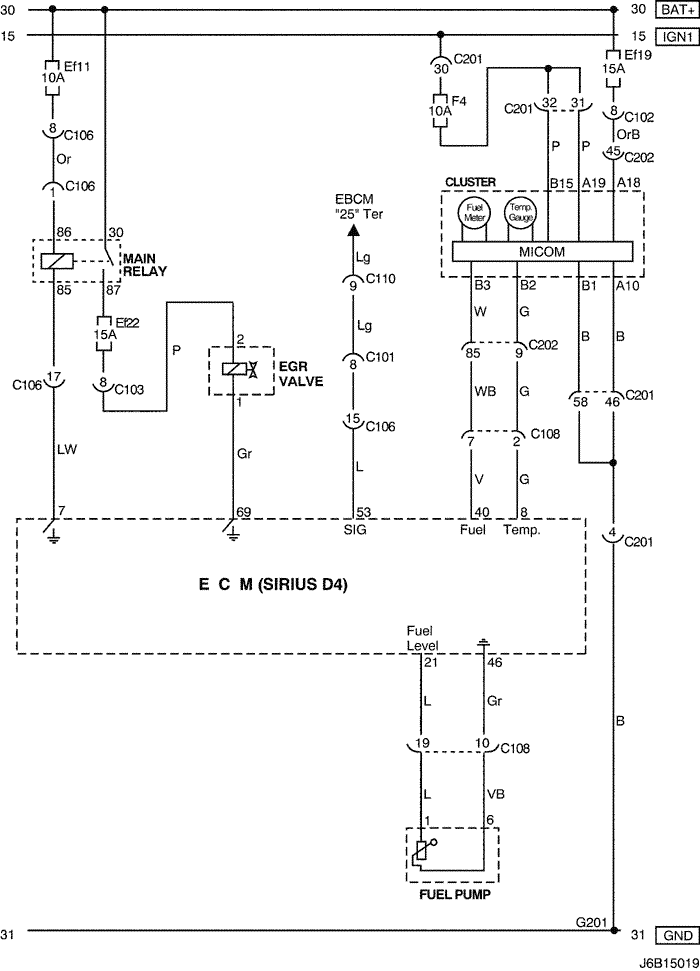 30 30 BAT+
15 15 IGN1
Ef11
10A
C201
30
Ef19
15A
F4
10A
C201 32 31
8 C102
8 C106
OrB
Or
P P
45 C202
1 C106
CLUSTER B15 A19 A18
EBCM
"25" Ter
Fuel
Meter
Temp.
Gauge
86 30
MICOM
Lg
MAIN
RELAY
9 C110
85 87
B3 B2 B1 A10
W G
Ef22
15A
Lg
B B
P
2
85 9 C202
8 C101
EGR
VALVE
C106 17
8 C103
WB G
1
58 46 C201
15 C106
7 2 C108
LW
Gr
L
V G
7 69 53 40 8
SIG Fuel Temp.
4 C201
E C M (SIRIUS D4)
Fuel
Level
21 46
L Gr
B
19 10 C108
L VB
1 6
FUEL PUMP
G201
31 31 GND
J6B15019